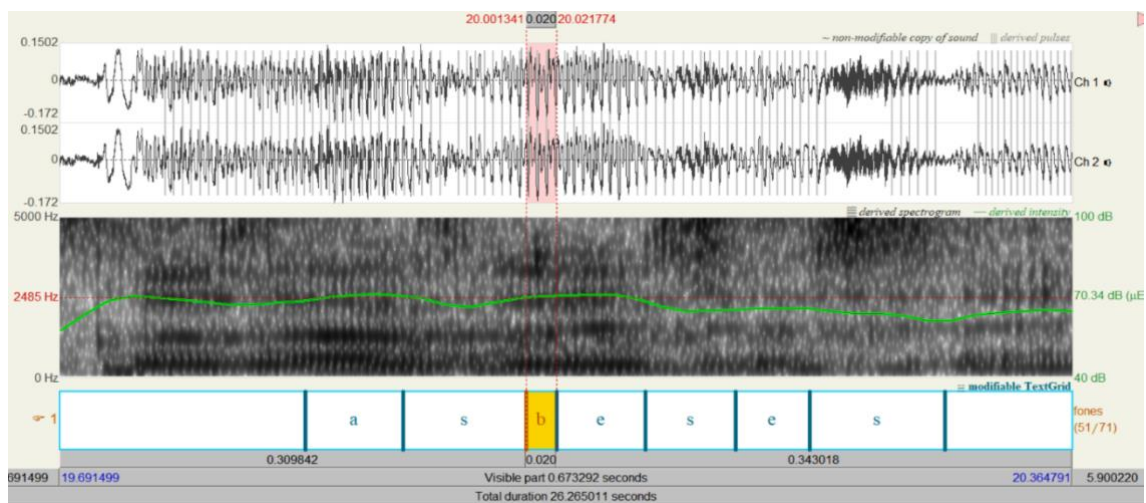 20.001341 0.020 20.021774
0.1502 ~ non-modifiable copy of sound derived pulses
0 Ch 1
-0.172
0.1502
0 Ch 2
-0.172
5000 Hz derived spectrogram derived intensity 100 dB
2485 Hz 70.34 dB (µE
0 Hz 40 dB
modifiable TextGrid
1 a s b e s e s fones
(51/71)
0.309842 0.020 0.343018
691499 19.691499 Visible part 0.673292 seconds 20.364791 5.900220
Total duration 26.265011 seconds